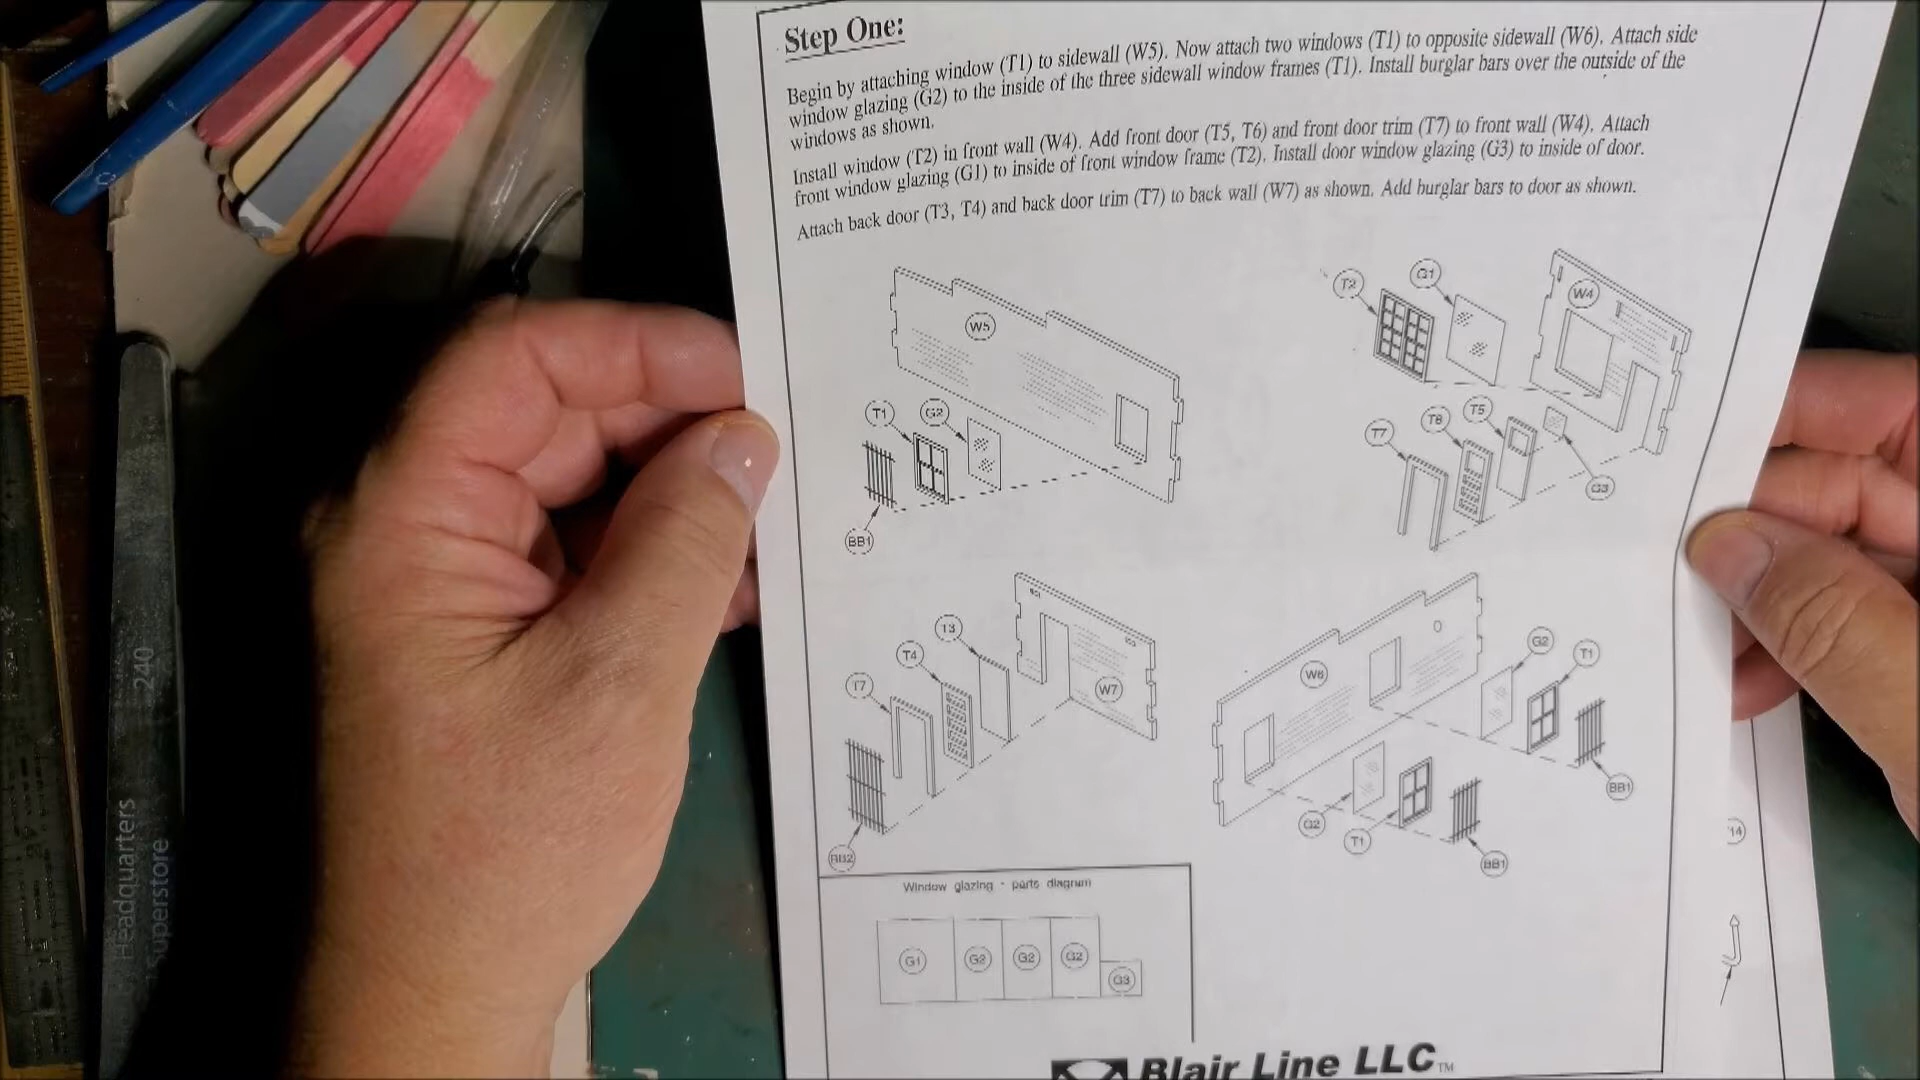 Step One:
Begin by attaching window (T1) to sidewall (W5). Now attach two windows (T1) to opposite sidewall (W6). Attach side
window glazing (G2) to the inside of the three sidewall window frames (T1). Install burglar bars over the outside of the
windows as shown.
Install window (T2) in front wall (W4). Add front door (T5, T6) and front door trim (T7) to front wall (W4). Attach
front window glazing (G1) to inside of front window frame (T2). Install door window glazing (G3) to inside of door.
Attach back door (T3, T4) and back door trim (T7) to back wall (W7) as shown. Add burglar bars to door as shown.
W5
T1
G2
BB1
T2
G1
W4
T7
T6
T5
G3
T3
T4
T7
W7
BB2
W6
G2
T1
BB1
G2
T1
BB1
Window glazing - parts diagram
G1
G2
G2
G2
G3
Blair Line LLC™
14
240
Headquarters
Superstore